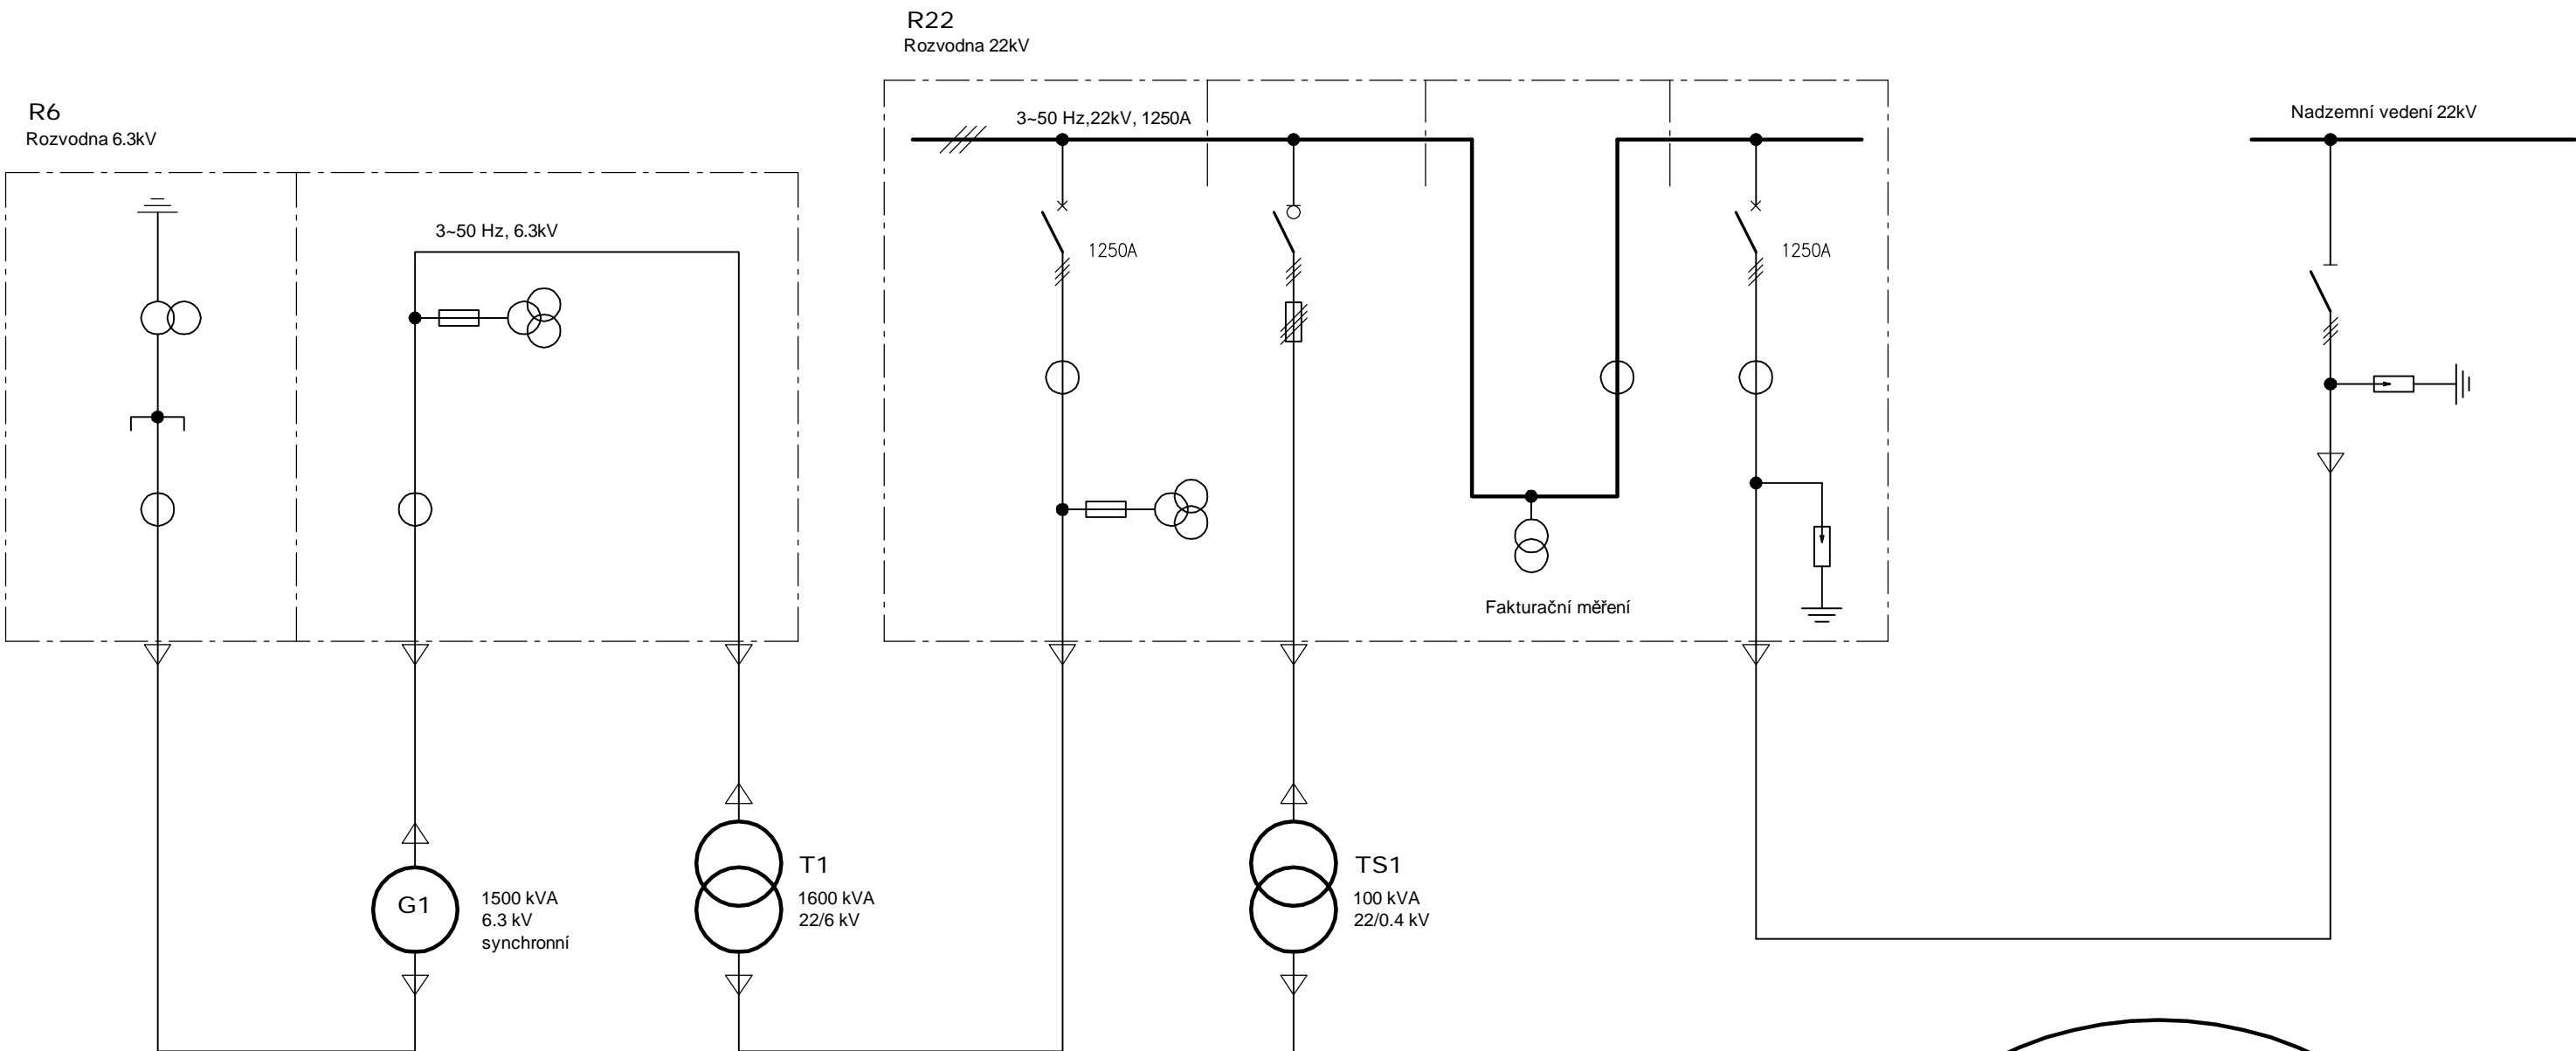 R22
Rozvodna 22kV
R6
Rozvodna 6.3kV
3~50 Hz,22kV, 1250A
Nadzemní vedení 22kV
3~50 Hz, 6.3kV
1250A
1250A
Fakturační měření
G1
1500 kVA
6.3 kV
synchronní
T1
1600 kVA
22/6 kV
TS1
100 kVA
22/0.4 kV